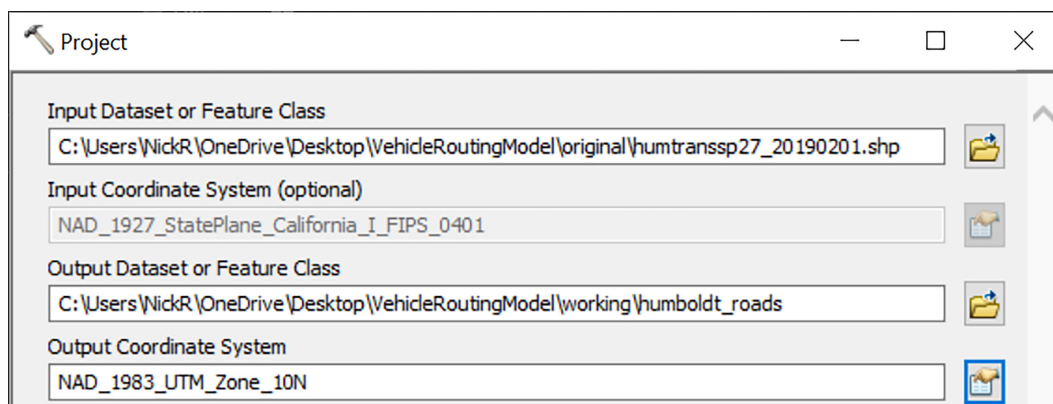 Project
Input Dataset or Feature Class
C:\Users\NickR\OneDrive\Desktop\VehicleRoutingModel\original\humtranssp27_20190201.shp
Input Coordinate System (optional)
NAD_1927_StatePlane_California_I_FIPS_0401
Output Dataset or Feature Class
C:\Users\NickR\OneDrive\Desktop\VehicleRoutingModel\working\humboldt_roads
Output Coordinate System
NAD_1983_UTM_Zone_10N